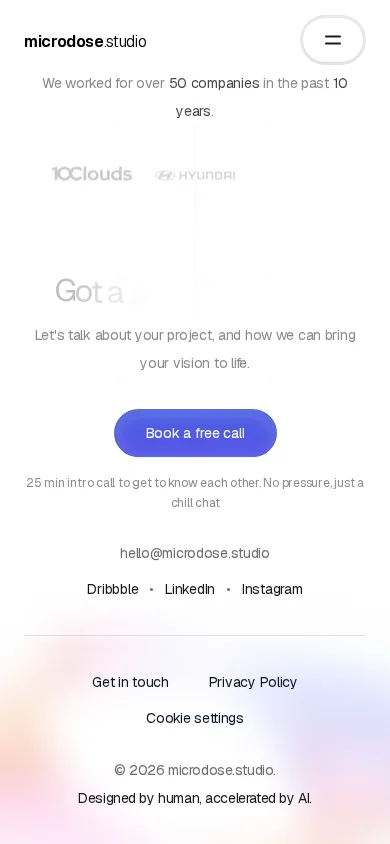 microdose.studio
We worked for over 50 companies in the past 10
years.
10Clouds HYUNDAI
Got a
Let's talk about your project, and how we can bring
your vision to life.
Book a free call
25 min intro call to get to know each other. No pressure, just a
chill chat
hello@microdose.studio
Dribbble • LinkedIn • Instagram
Get in touch Privacy Policy
Cookie settings
© 2026 microdose.studio.
Designed by human, accelerated by AI.